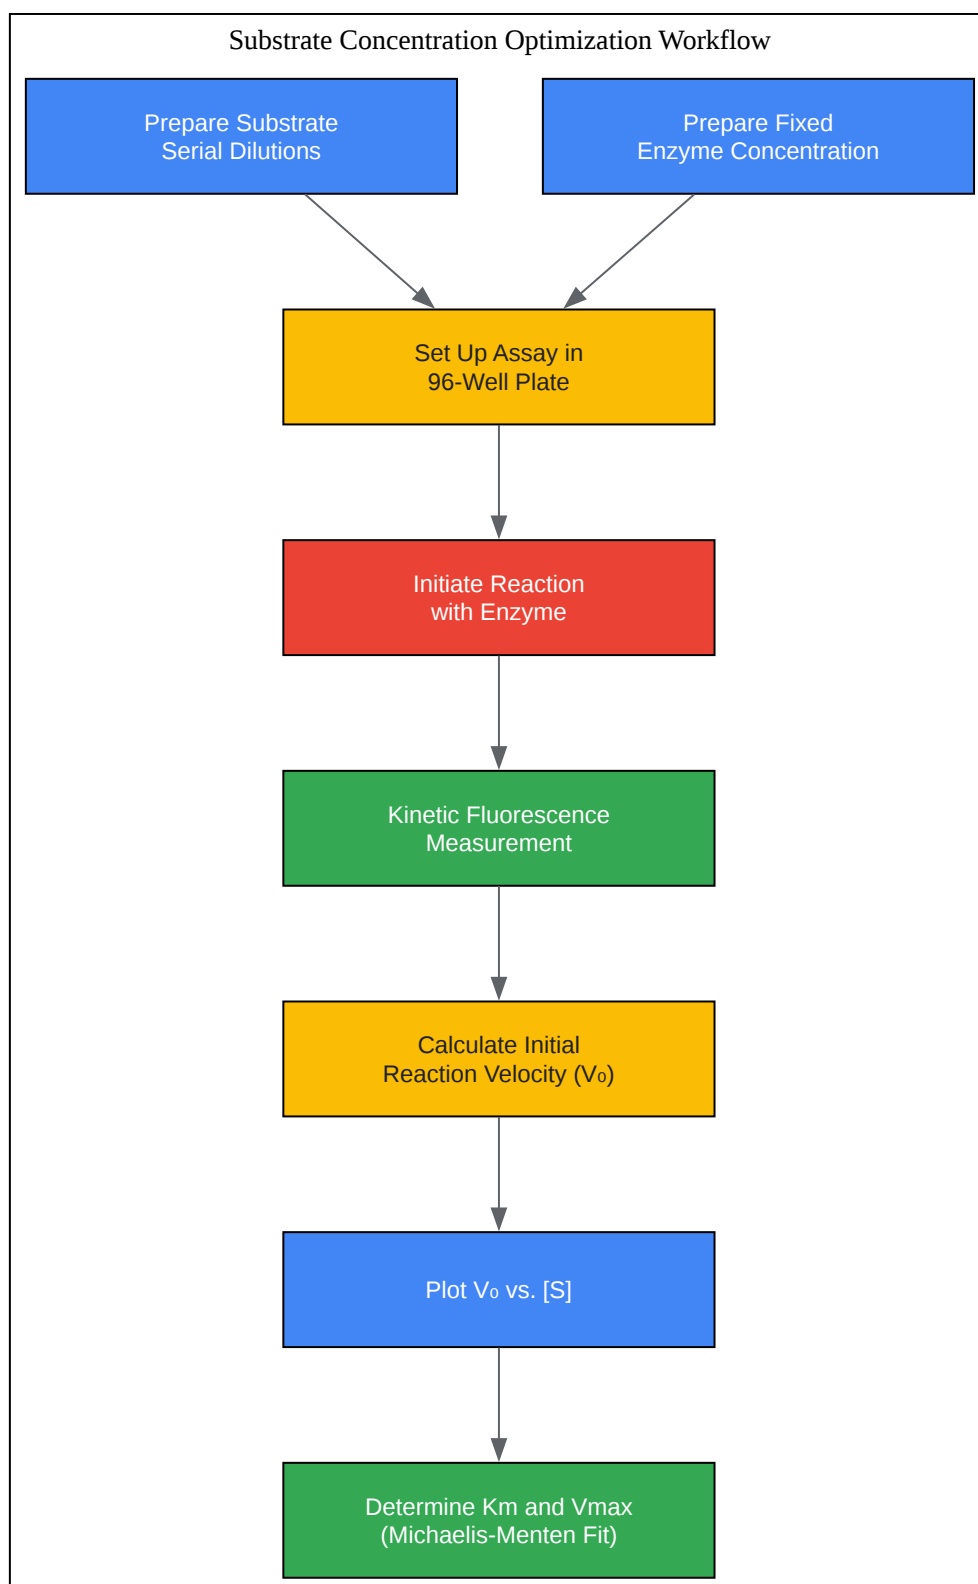 Substrate Concentration Optimization Workflow
Prepare Substrate
Serial Dilutions
Prepare Fixed
Enzyme Concentration
Set Up Assay in
96-Well Plate
Initiate Reaction
with Enzyme
Kinetic Fluorescence
Measurement
Calculate Initial
Reaction Velocity (V₀)
Plot V₀ vs. [S]
Determine Km and Vmax
(Michaelis-Menten Fit)